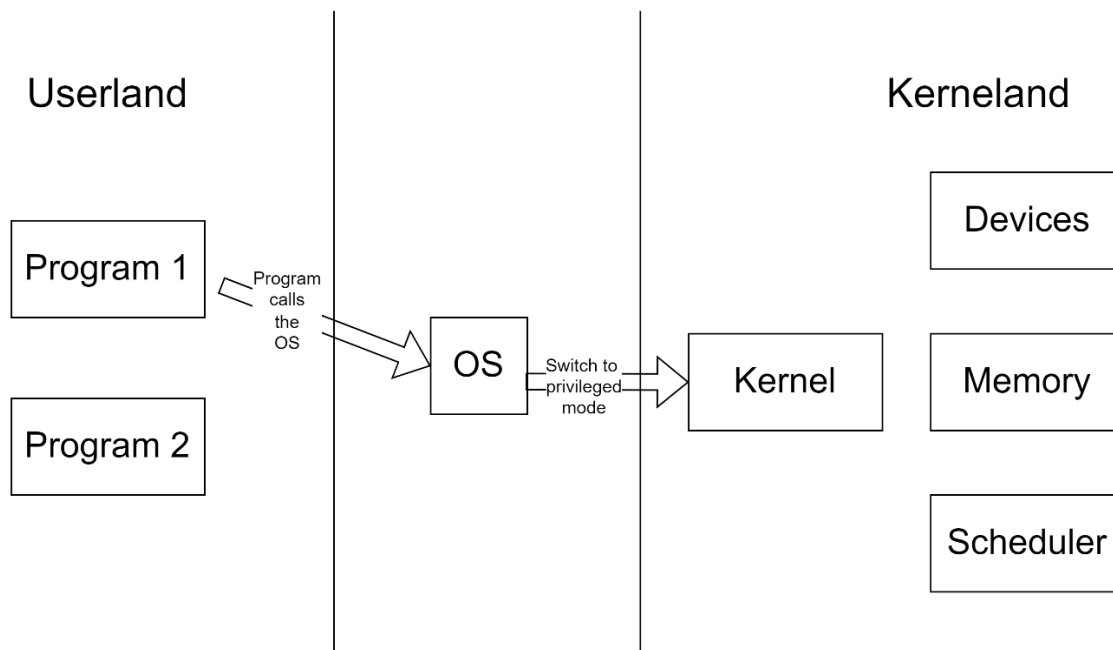 Userland
Kerneland
Program 1
Program 2
Program
calls
the
OS
OS
Switch to
privileged
mode
Kernel
Devices
Memory
Scheduler